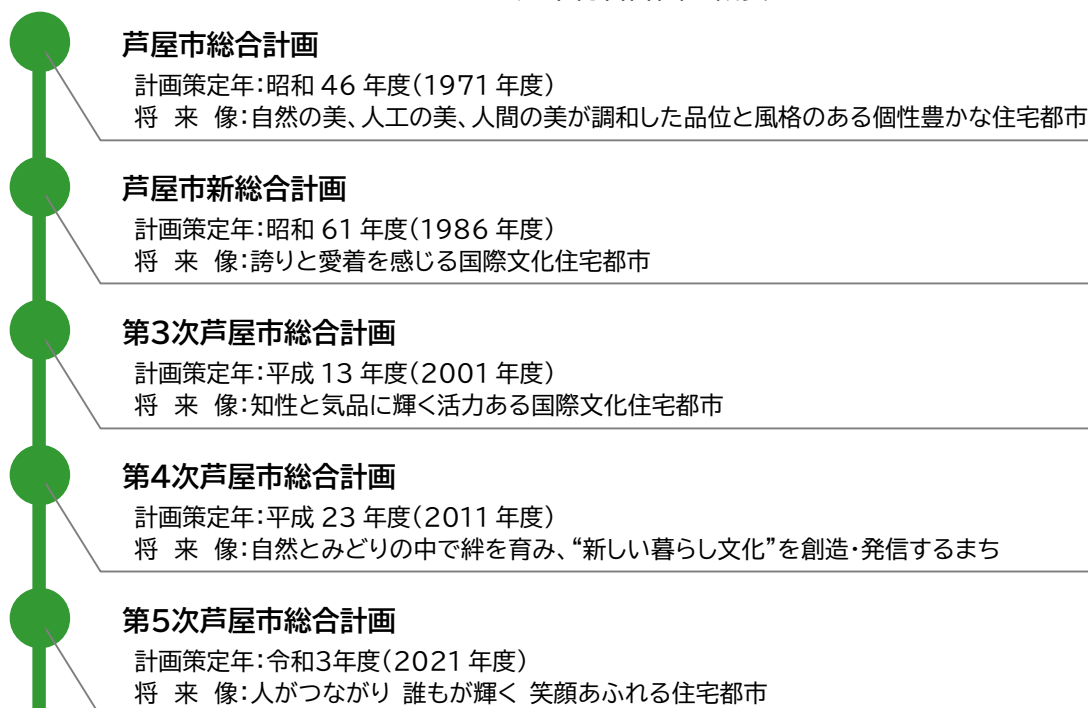 芦屋市総合計画
計画策定年：昭和 46 年度（1971 年度）
将 来 像：自然の美、人工の美、人間の美が調和した品位と風格のある個性豊かな住宅都市
芦屋市新総合計画
計画策定年：昭和 61 年度（1986 年度）
将 来 像：誇りと愛着を感じる国際文化住宅都市
第3次芦屋市総合計画
計画策定年：平成 13 年度（2001 年度）
将 来 像：知性と気品に輝く活力ある国際文化住宅都市
第4次芦屋市総合計画
計画策定年：平成 23 年度（2011 年度）
将 来 像：自然とみどりの中で絆を育み、“新しい暮らし文化”を創造・発信するまち
第5次芦屋市総合計画
計画策定年：令和3年度（2021 年度）
将 来 像：人がつながり 誰もが輝く 笑顔あふれる住宅都市